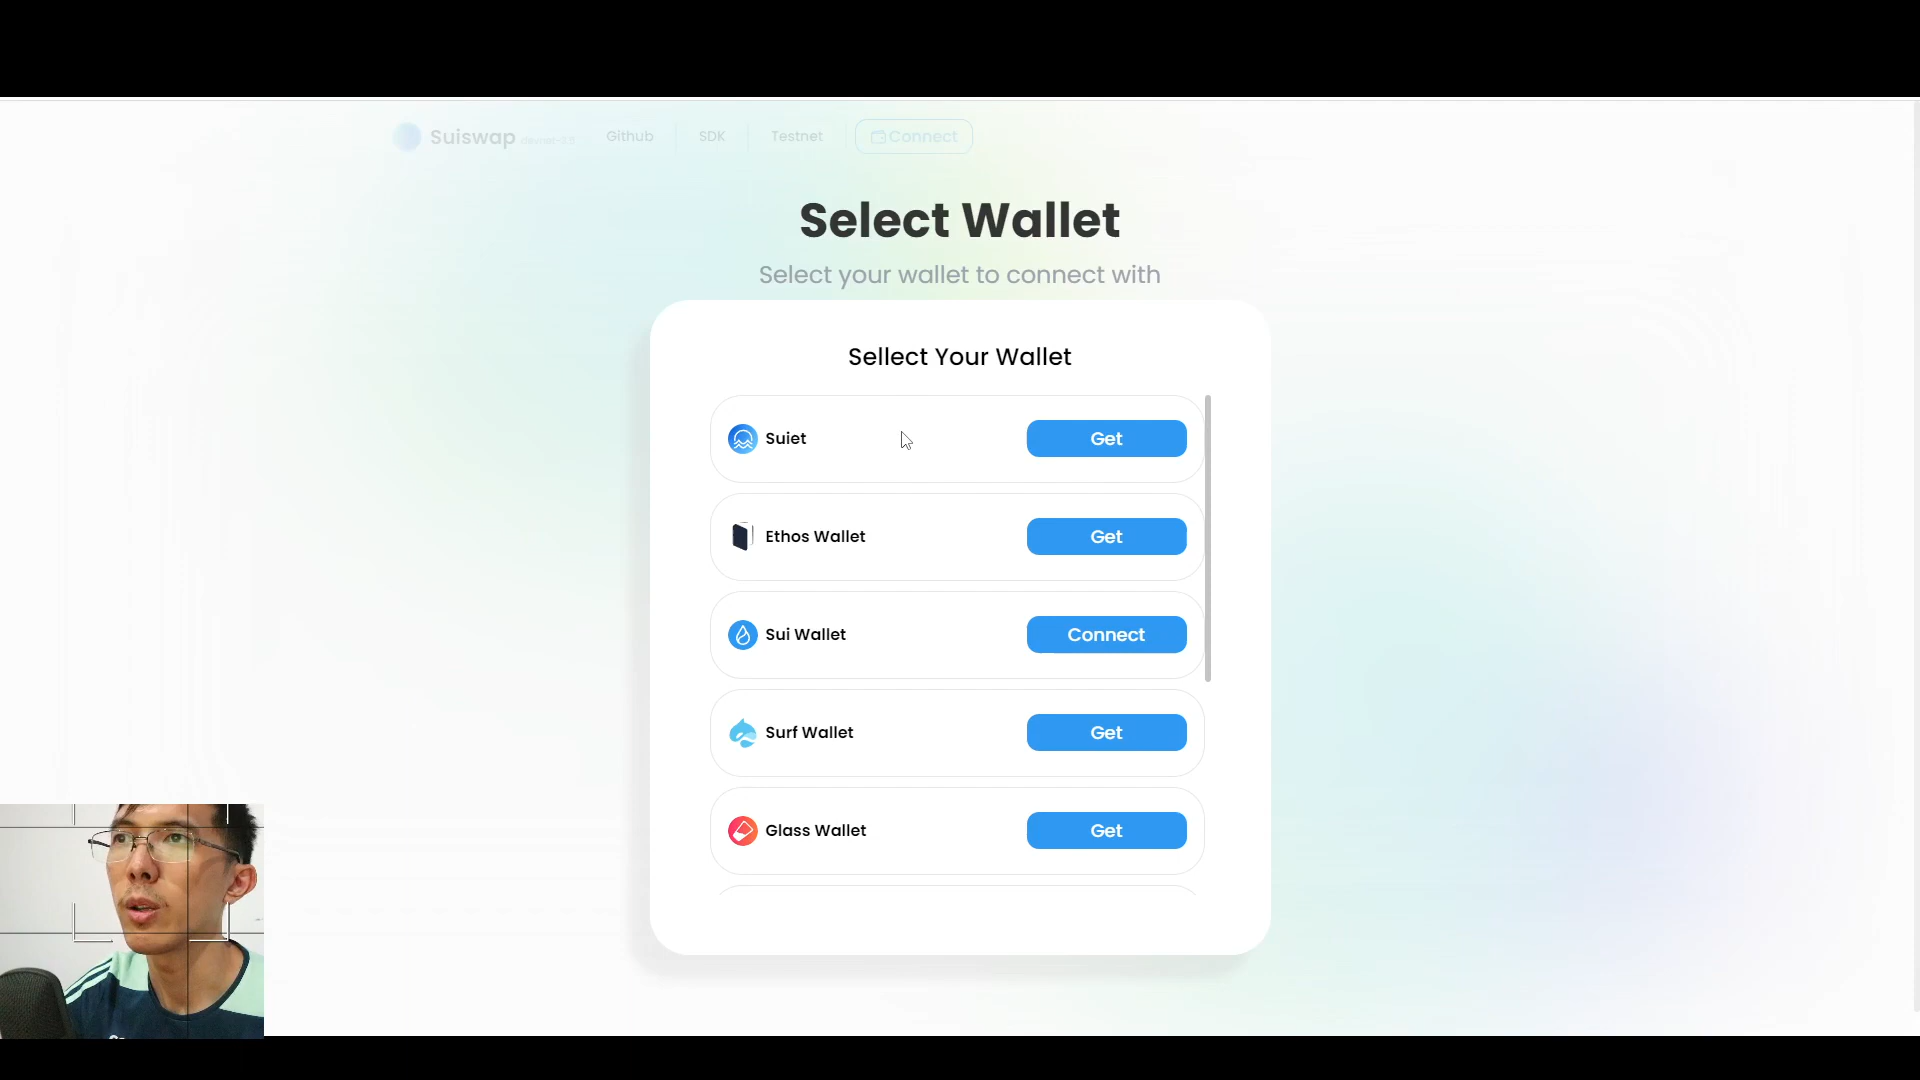 Suiswap
Github
SDK
Testnet
Connect
Select Wallet
Select your wallet to connect with
Sellect Your Wallet
Suiet
Get
Ethos Wallet
Get
Sui Wallet
Connect
Surf Wallet
Get
Glass Wallet
Get